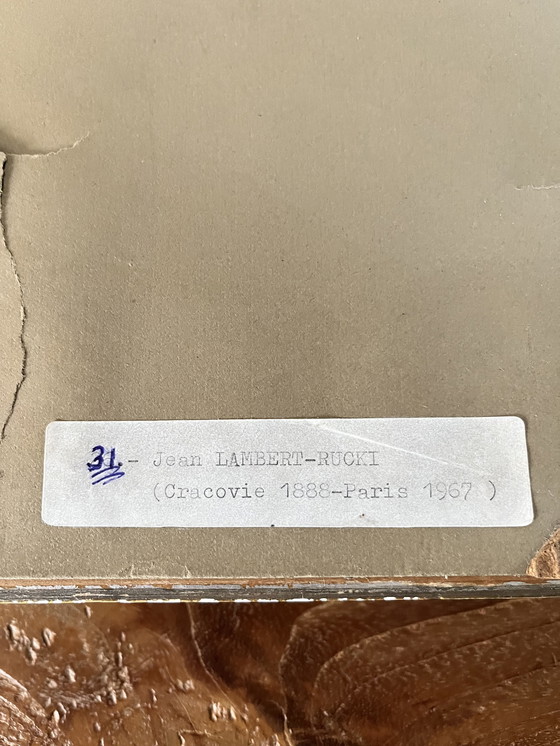 31.- Jean LAMBERT-RUCKI
(Cracovie 1888-Paris 1967 )